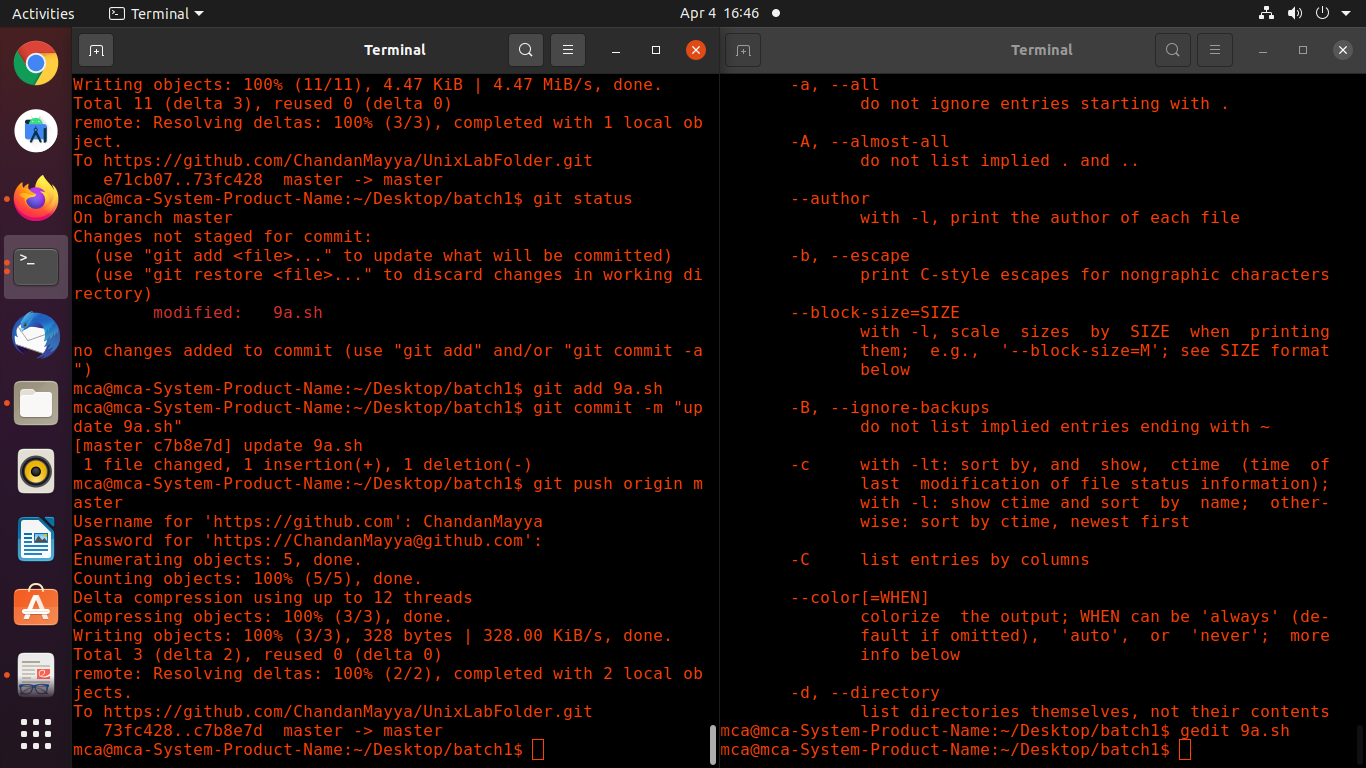 Activities
Terminal
Apr 4 16:46
Terminal
Writing objects: 100% (11/11), 4.47 KiB | 4.47 MiB/s, done.
Total 11 (delta 3), reused 0 (delta 0)
remote: Resolving deltas: 100% (3/3), completed with 1 local ob
ject.
To https://github.com/ChandanMayya/UnixLabFolder.git
   e71cb07..73fc428  master -> master
mca@mca-System-Product-Name:~/Desktop/batch1$ git status
On branch master
Changes not staged for commit:
  (use "git add <file>..." to update what will be committed)
  (use "git restore <file>..." to discard changes in working di
rectory)
        modified:   9a.sh
no changes added to commit (use "git add" and/or "git commit -a
")
mca@mca-System-Product-Name:~/Desktop/batch1$ git add 9a.sh
mca@mca-System-Product-Name:~/Desktop/batch1$ git commit -m "up
date 9a.sh"
[master c7b8e7d] update 9a.sh
 1 file changed, 1 insertion(+), 1 deletion(-)
mca@mca-System-Product-Name:~/Desktop/batch1$ git push origin m
aster
Username for 'https://github.com': ChandanMayya
Password for 'https://ChandanMayya@github.com':
Enumerating objects: 5, done.
Counting objects: 100% (5/5), done.
Delta compression using up to 12 threads
Compressing objects: 100% (3/3), done.
Writing objects: 100% (3/3), 328 bytes | 328.00 KiB/s, done.
Total 3 (delta 2), reused 0 (delta 0)
remote: Resolving deltas: 100% (2/2), completed with 2 local ob
jects.
To https://github.com/ChandanMayya/UnixLabFolder.git
   73fc428..c7b8e7d  master -> master
mca@mca-System-Product-Name:~/Desktop/batch1$
Terminal
-a, --all
do not ignore entries starting with .
-A, --almost-all
do not list implied . and ..
--author
with -l, print the author of each file
-b, --escape
print C-style escapes for nongraphic characters
--block-size=SIZE
with -l, scale  sizes  by  SIZE  when  printing
them;  e.g.,  '--block-size=M'; see SIZE format
below
-B, --ignore-backups
do not list implied entries ending with ~
-c     with -lt: sort by, and  show,  ctime  (time  of
last  modification of file status information);
with -l: show ctime and sort  by  name;  other-
wise: sort by ctime, newest first
-C     list entries by columns
--color[=WHEN]
colorize  the output; WHEN can be 'always' (de-
fault if omitted),  'auto',  or  'never';  more
info below
-d, --directory
list directories themselves, not their contents
mca@mca-System-Product-Name:~/Desktop/batch1$ gedit 9a.sh
mca@mca-System-Product-Name:~/Desktop/batch1$